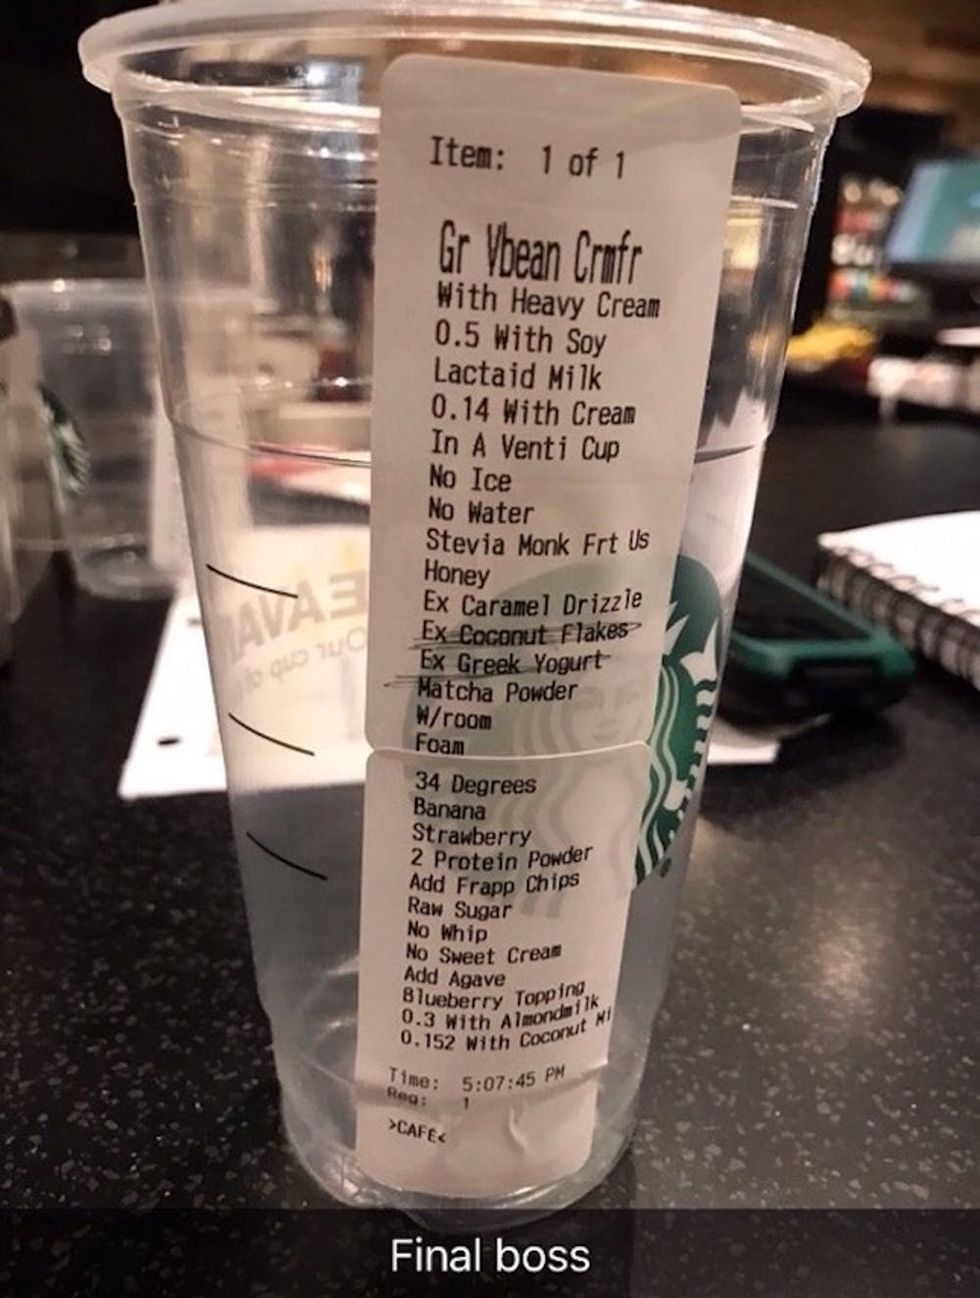 Item: 1 of 1
Gr Vbean Crmfr
With Heavy Cream
0.5 With Soy
Lactaid Milk
0.14 With Cream
In A Venti Cup
No Ice
No Water
Stevia Monk Frt Us
Honey
Ex Caramel Drizzle
Ex Coconut Flakes
Ex Greek Yogurt
Matcha Powder
W/room
Foam
34 Degrees
Banana
Strawberry
2 Protein Powder
Add Frapp Chips
Raw Sugar
No Whip
No Sweet Cream
Add Agave
Blueberry Topping
0.3 With Almondmilk
0.152 With Coconut Mi
Time: 5:07:45 PM
Reg: 1
>CAFE<
Final boss